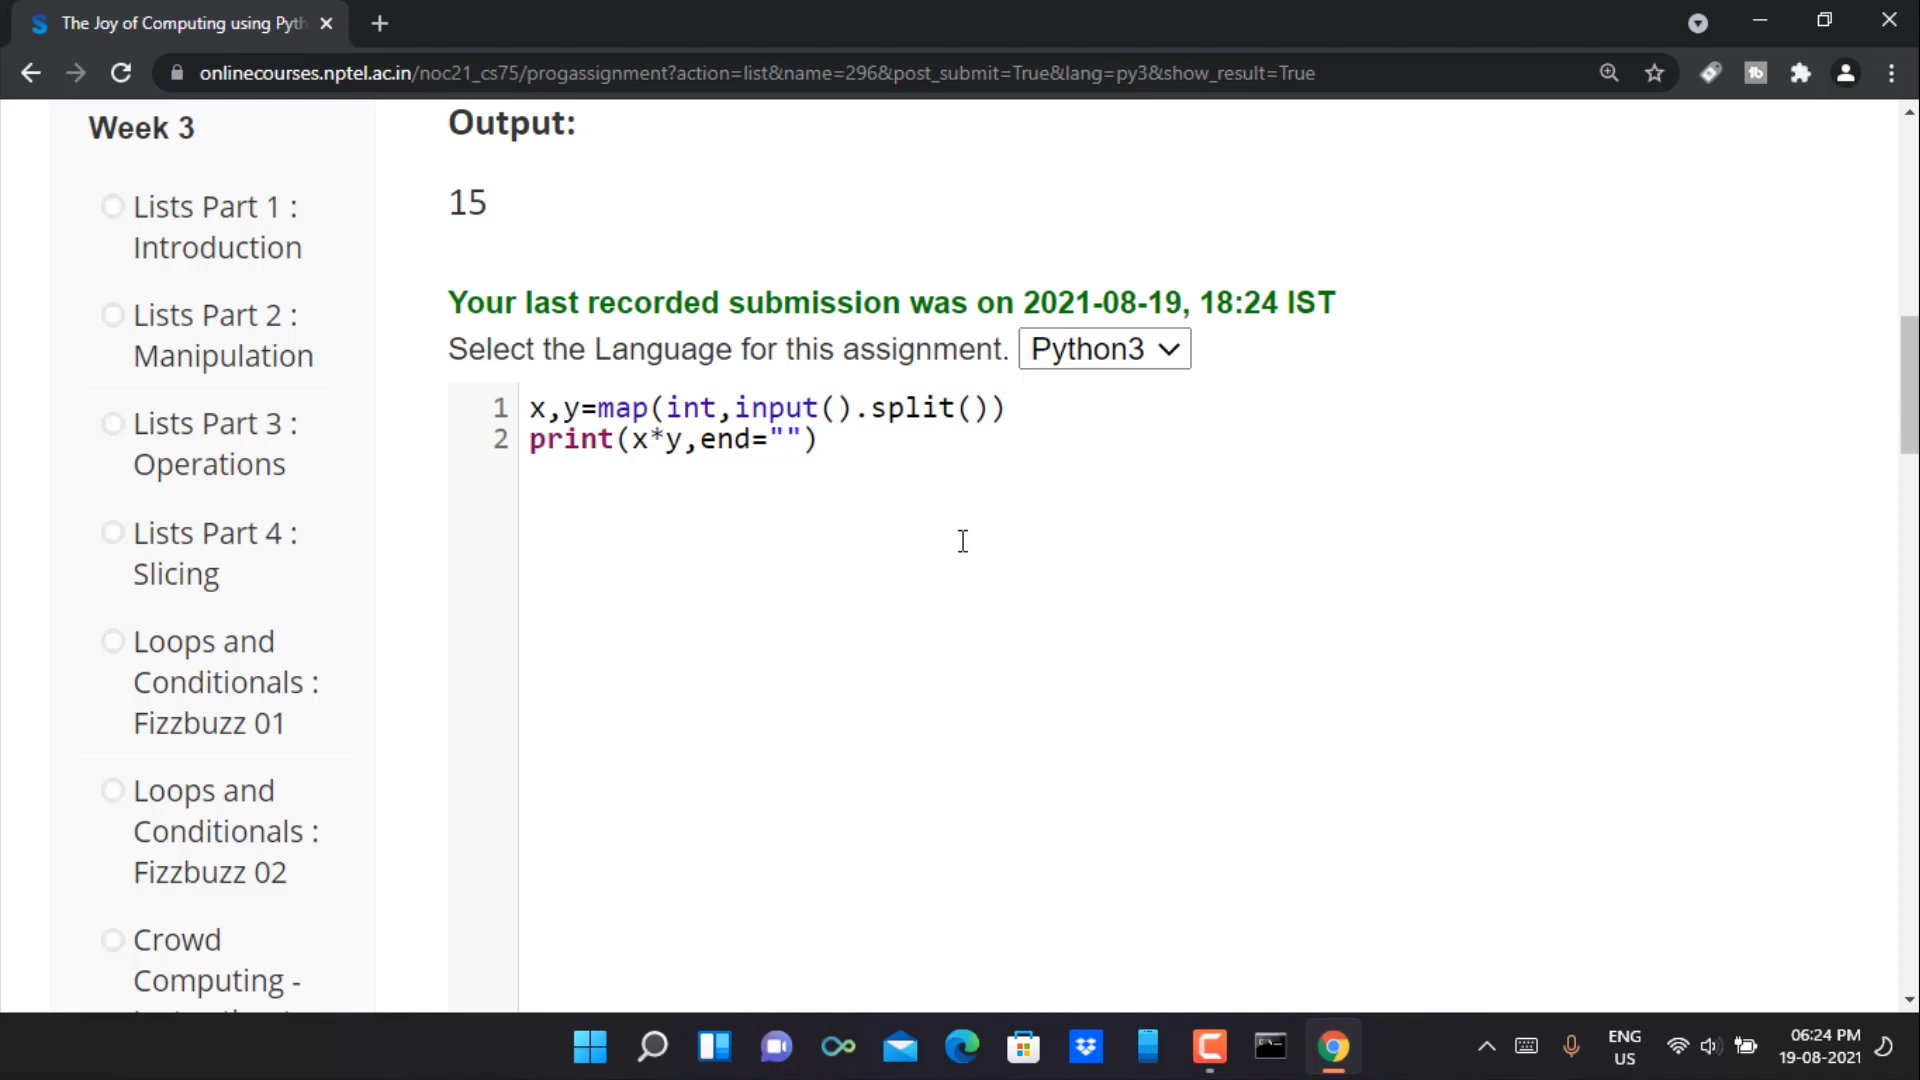 The Joy of Computing using Pyth
onlinecourses.nptel.ac.in/noc21_cs75/progassignment?action=list&name=296&post_submit=True&lang=py3&show_result=True
Week 3
Lists Part 1 :
Introduction
Lists Part 2 :
Manipulation
Lists Part 3 :
Operations
Lists Part 4 :
Slicing
Loops and
Conditionals :
Fizzbuzz 01
Loops and
Conditionals :
Fizzbuzz 02
Crowd
Computing -
Output:
15
Your last recorded submission was on 2021-08-19, 18:24 IST
Select the Language for this assignment. Python3
1 x,y=map(int,input().split())
2 print(x*y,end="")
ENG
US
06:24 PM
19-08-2021